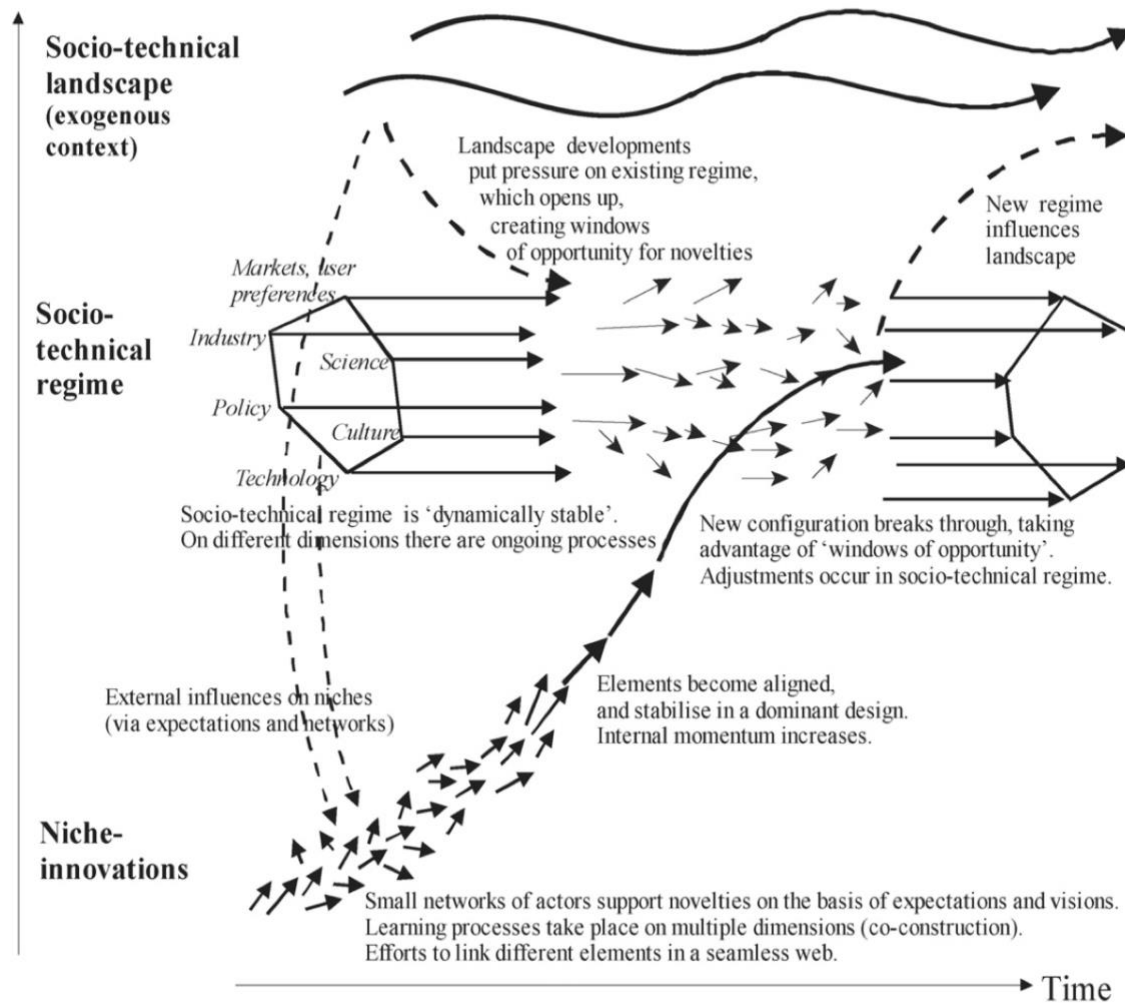 Socio-technical
landscape
(exogenous
context)
Landscape developments
put pressure on existing regime,
which opens up,
creating windows
of opportunity for novelties
New regime
influences
landscape
Markets, user
preferences
Socio-
technical
regime
Industry
Science
Policy
Culture
Technology
Socio-technical regime is ‘dynamically stable’.
On different dimensions there are ongoing processes
New configuration breaks through, taking
advantage of ‘windows of opportunity’.
Adjustments occur in socio-technical regime.
External influences on niches
(via expectations and networks)
Elements become aligned,
and stabilise in a dominant design.
Internal momentum increases.
Niche-
innovations
Small networks of actors support novelties on the basis of expectations and visions.
Learning processes take place on multiple dimensions (co-construction).
Efforts to link different elements in a seamless web.
Time